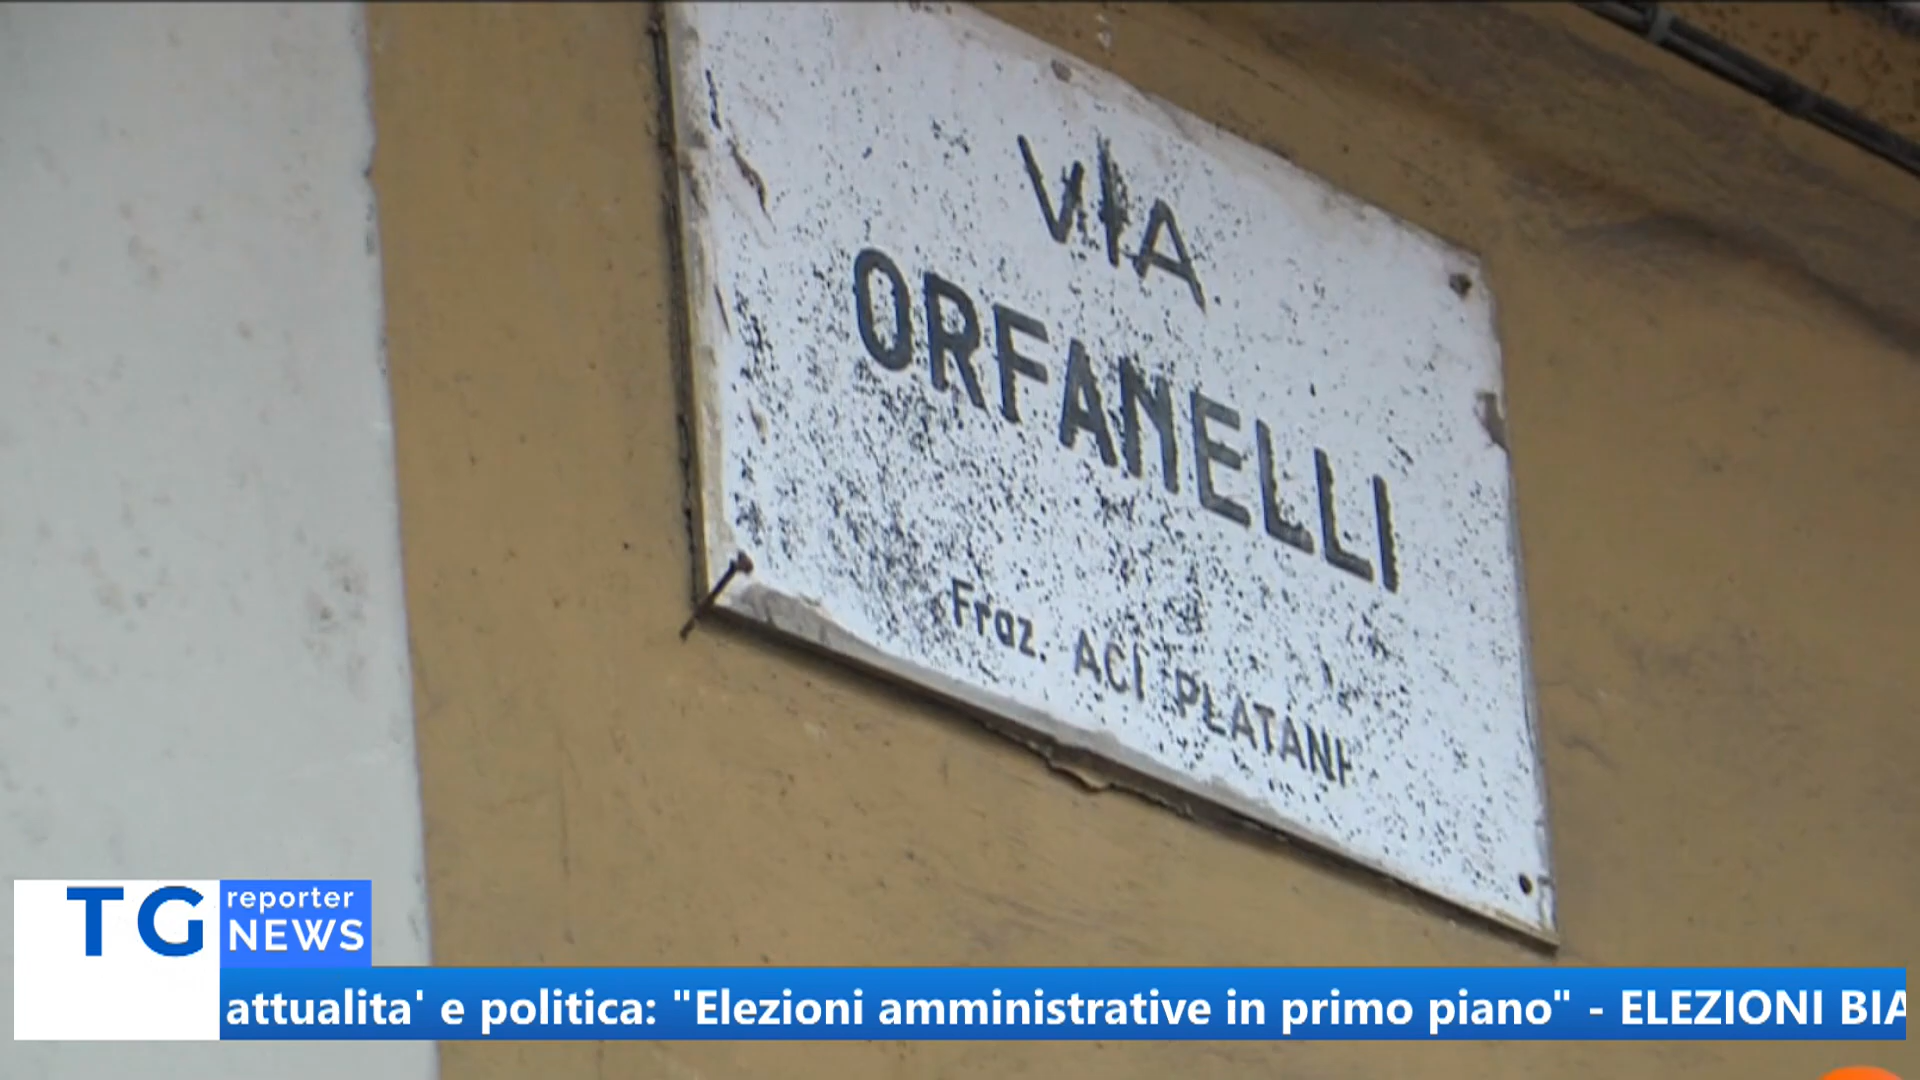 VIA
ORFANELLI
Fraz. ACI PLATANI
TG
reporter
NEWS
attualita' e politica: "Elezioni amministrative in primo piano" - ELEZIONI BIA